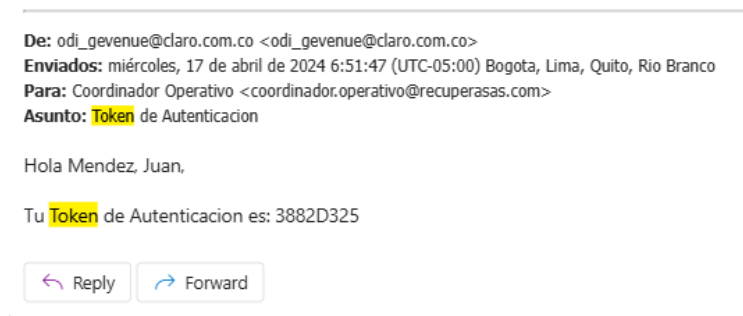 De: odi_gevenue@claro.com.co <odi_gevenue@claro.com.co>
Enviados: miércoles, 17 de abril de 2024 6:51:47 (UTC-05:00) Bogota, Lima, Quito, Rio Branco
Para: Coordinador Operativo <coordinador.operativo@recuperasas.com>
Asunto: Token de Autenticacion
Hola Mendez, Juan,
Tu Token de Autenticacion es: 3882D325
Reply Forward